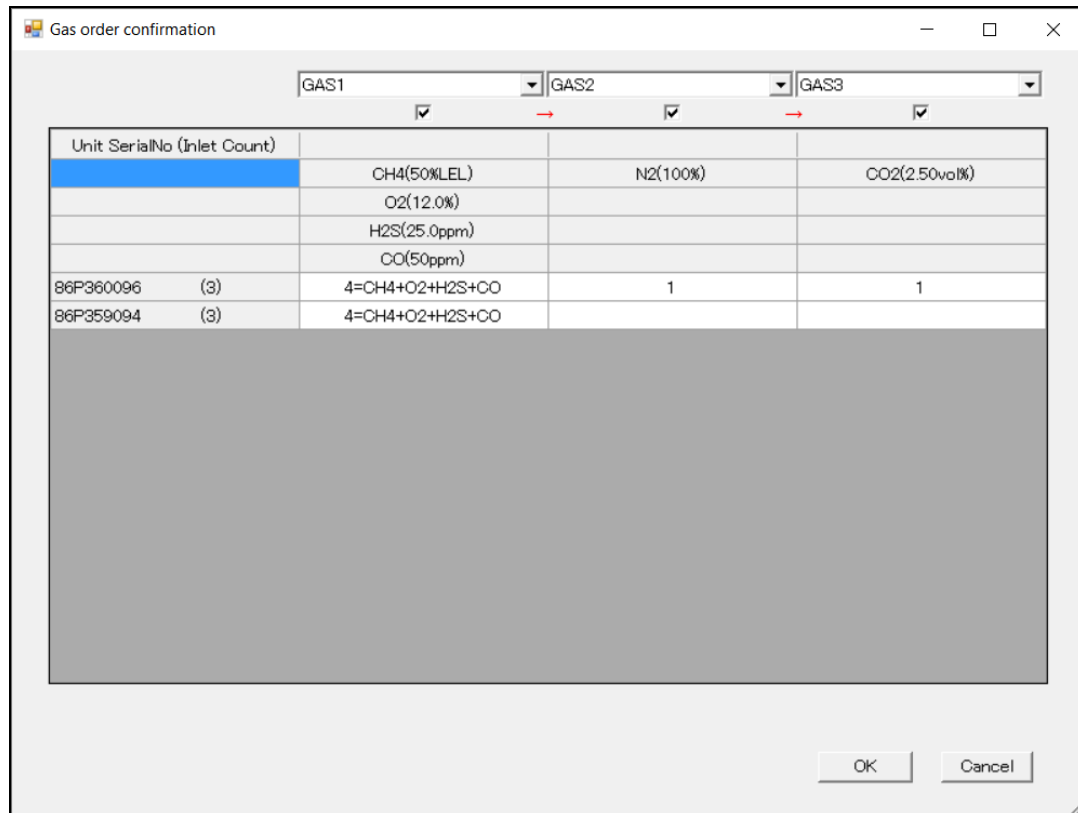 Gas order confirmation
GAS1 GAS2 GAS3
→ →
Unit SerialNo (Inlet Count)
CH4(50%LEL) N2(100%) CO2(2.50vol%)
O2(12.0%)
H2S(25.0ppm)
CO(50ppm)
86P360096 (3) 4=CH4+O2+H2S+CO 1 1
86P359094 (3) 4=CH4+O2+H2S+CO
OK Cancel